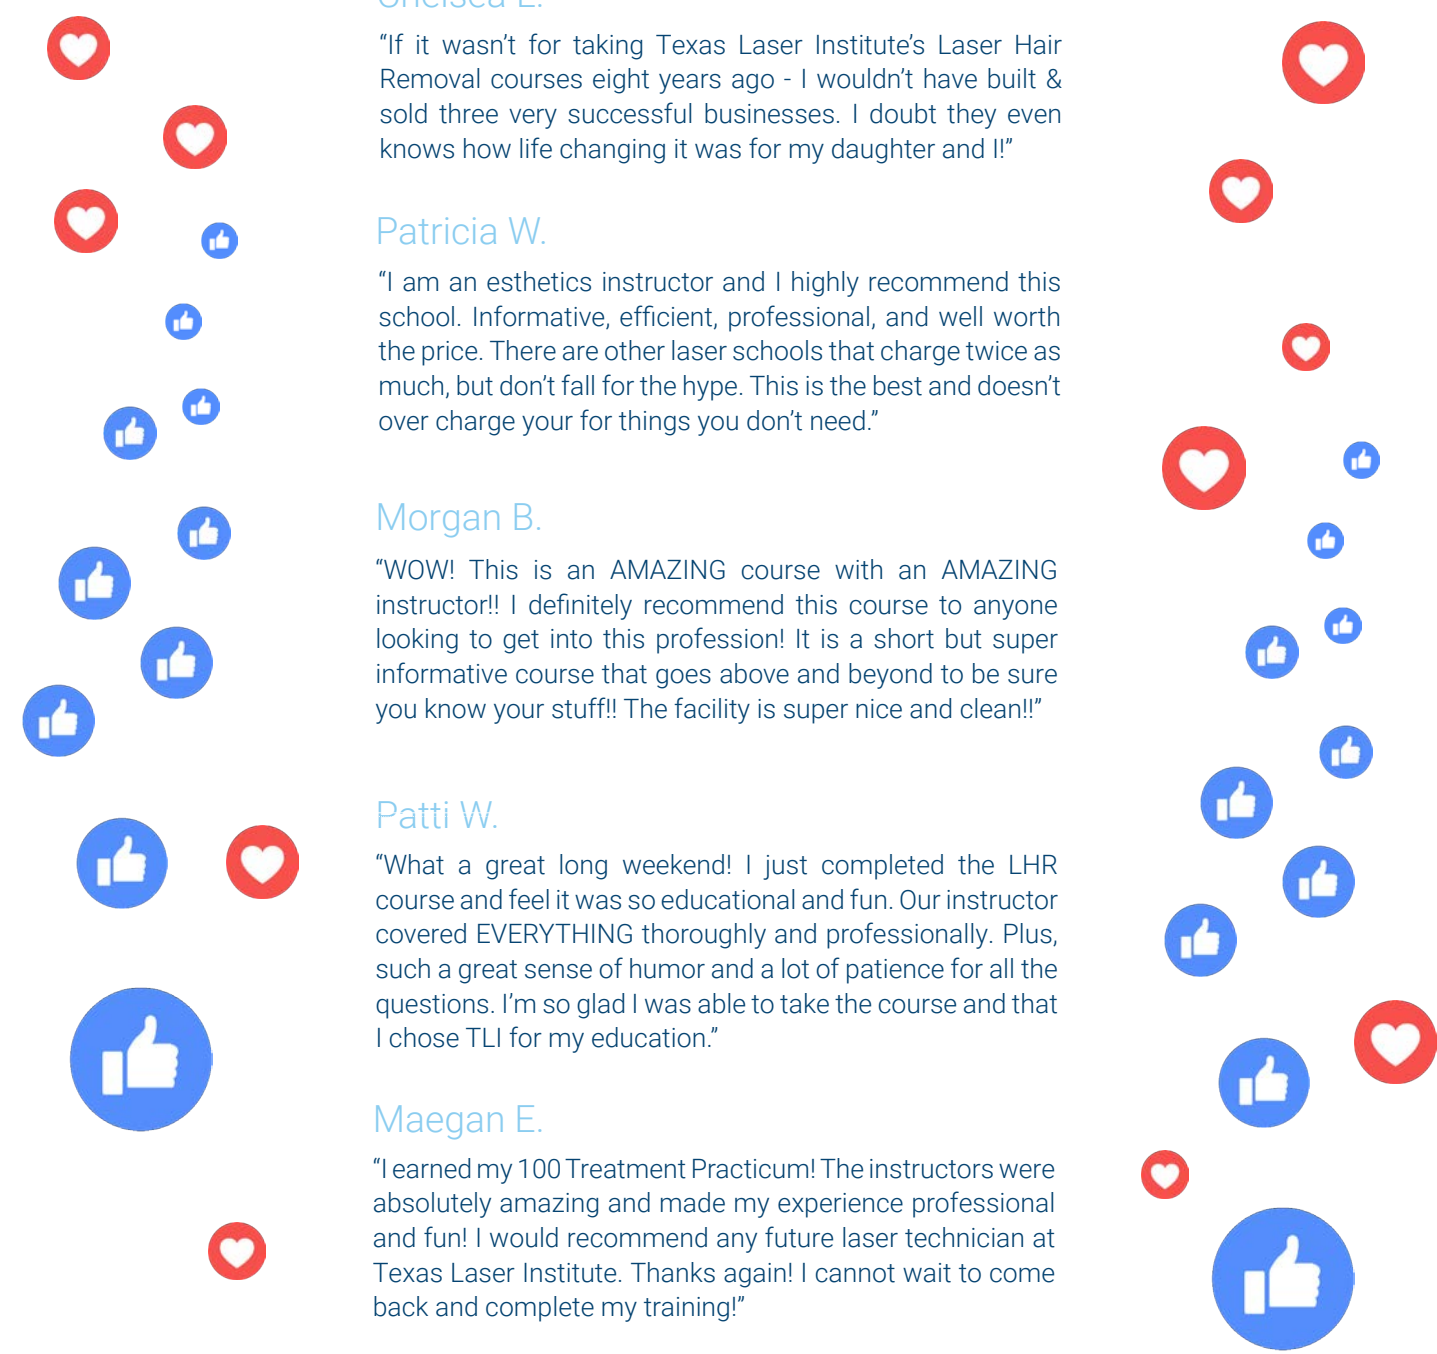 Chelsea E.
“If it wasn’t for taking Texas Laser Institute’s Laser Hair
Removal courses eight years ago - I wouldn’t have built &
sold three very successful businesses. I doubt they even
knows how life changing it was for my daughter and I!”
Patricia W.
“I am an esthetics instructor and I highly recommend this
school. Informative, efficient, professional, and well worth
the price. There are other laser schools that charge twice as
much, but don’t fall for the hype. This is the best and doesn’t
over charge your for things you don’t need.”
Morgan B.
“WOW! This is an AMAZING course with an AMAZING
instructor!! I definitely recommend this course to anyone
looking to get into this profession! It is a short but super
informative course that goes above and beyond to be sure
you know your stuff!! The facility is super nice and clean!!”
Patti W.
“What a great long weekend! I just completed the LHR
course and feel it was so educational and fun. Our instructor
covered EVERYTHING thoroughly and professionally. Plus,
such a great sense of humor and a lot of patience for all the
questions. I’m so glad I was able to take the course and that
I chose TLI for my education.”
Maegan E.
“I earned my 100 Treatment Practicum! The instructors were
absolutely amazing and made my experience professional
and fun! I would recommend any future laser technician at
Texas Laser Institute. Thanks again! I cannot wait to come
back and complete my training!”